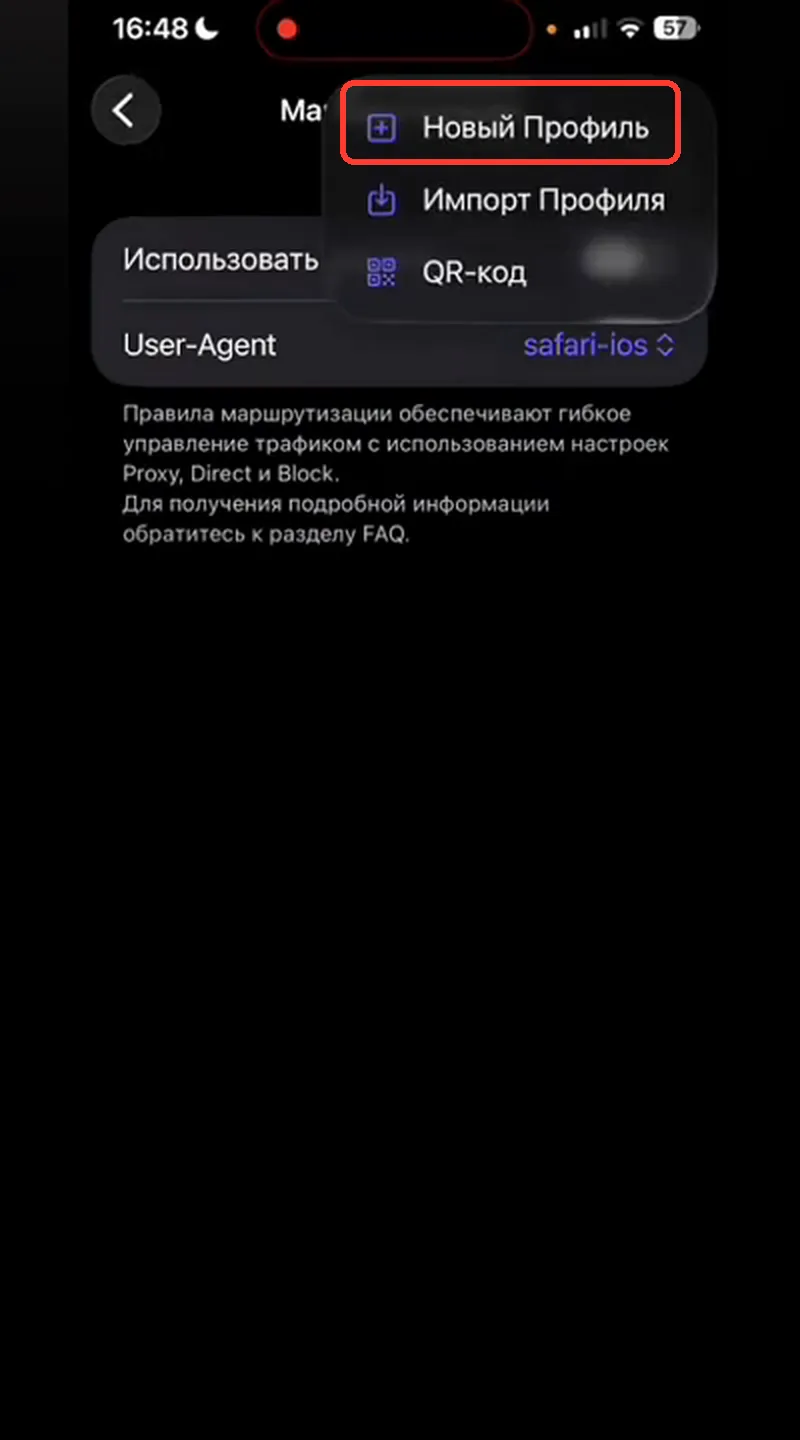 16:48
57
Новый Профиль
Импорт Профиля
Использовать
QR-код
User-Agent
safari-ios
Правила маршрутизации обеспечивают гибкое
управление трафиком с использованием настроек
Proxy, Direct и Block.
Для получения подробной информации
обратитесь к разделу FAQ.